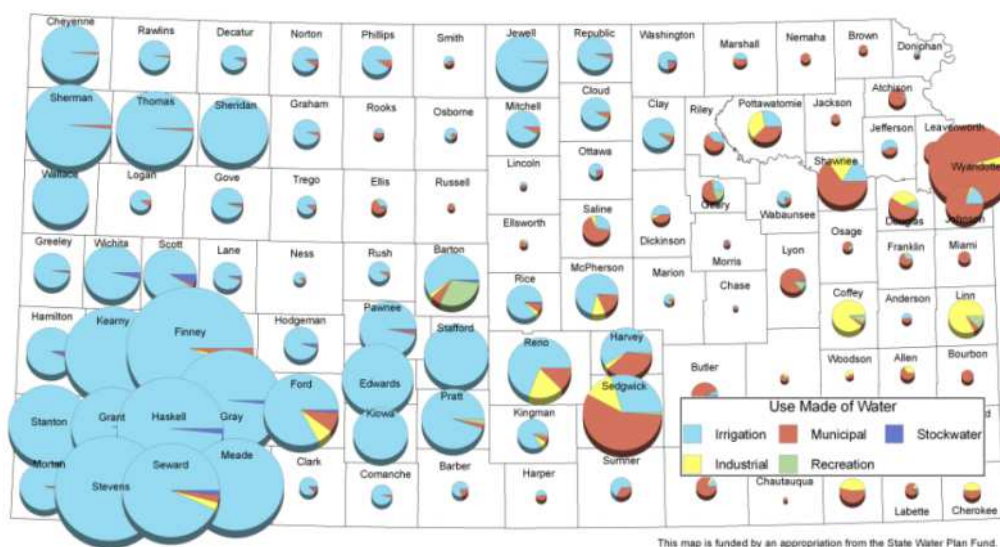 Cheyenne Rawlins Decatur Norton Phillips Smith Jewell Republic Washington Marshall Nemaha Brown Doniphan
Sherman Thomas Sheridan Graham Rooks Osborne Mitchell Cloud Clay Riley Pottawatomie Jackson Atchison
Jefferson Leavenworth
Wyandotte
Wallace Logan Gove Trego Ellis Russell Lincoln Ottawa Shawnee
Saline Geary Wabaunsee Douglas Johnson
Ellsworth Dickinson Morris Osage Franklin Miami
Greeley Wichita Scott Lane Ness Rush Barton Rice McPherson Marion Chase Lyon
Coffey Anderson Linn
Hamilton Kearny Finney Hodgeman Pawnee Stafford Reno Harvey
Butler Woodson Allen Bourbon
Stanton Grant Haskell Gray Ford Edwards Kiowa Pratt Kingman Sedgwick
Morton Stevens Seward Meade Clark Comanche Barber Harper Sumner Chautauqua Labette Cherokee
Use Made of Water
Irrigation Municipal Stockwater
Industrial Recreation
This map is funded by an appropriation from the State Water Plan Fund.